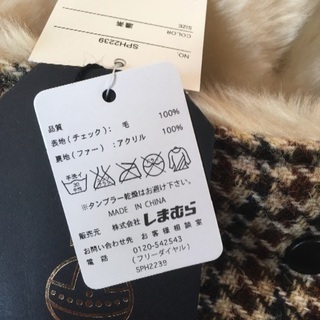 SIZE
COLOR
NO.
SPH2239
品質
表地(チェック):毛 100%
裏地(ファー):アクリル 100%
※タンブラー乾燥はお避け下さい。
MADE IN CHINA
販売元 株式会社しまむら
お問い合わせ先 お客様相談室
電話 0120-542543
(フリーダイヤル)
SPH2239